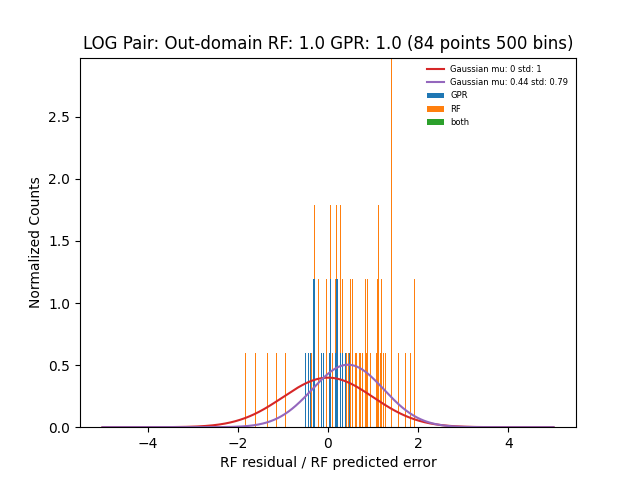 LOG Pair: Out-domain RF: 1.0 GPR: 1.0 (84 points 500 bins)
Gaussian mu: 0 std: 1
Gaussian mu: 0.44 std: 0.79
GPR
RF
both
Normalized Counts
2.5
2.0
1.5
1.0
0.5
0.0
−4
−2
0
2
4
RF residual / RF predicted error